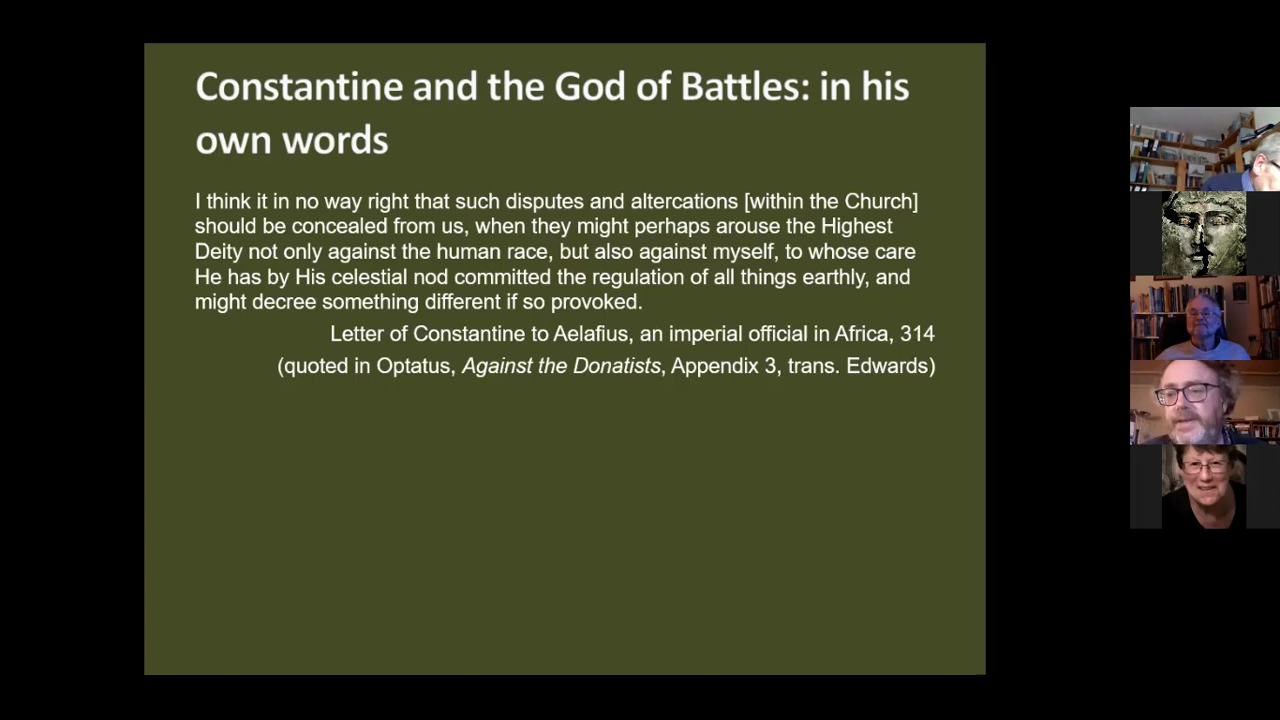 Constantine and the God of Battles: in his
own words
I think it in no way right that such disputes and altercations [within the Church]
should be concealed from us, when they might perhaps arouse the Highest
Deity not only against the human race, but also against myself, to whose care
He has by His celestial nod committed the regulation of all things earthly, and
might decree something different if so provoked.
Letter of Constantine to Aelafius, an imperial official in Africa, 314
(quoted in Optatus, Against the Donatists, Appendix 3, trans. Edwards)